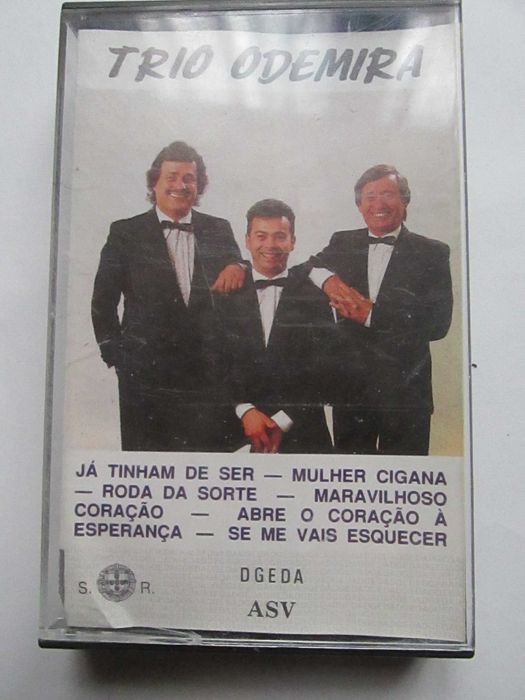 TRIO ODEMIRA
JÁ TINHAM DE SER — MULHER CIGANA
— RODA DA SORTE — MARAVILHOSO
CORAÇÃO — ABRE O CORAÇÃO À
ESPERANÇA — SE ME VAIS ESQUECER
DGEDA
S. R.
ASV